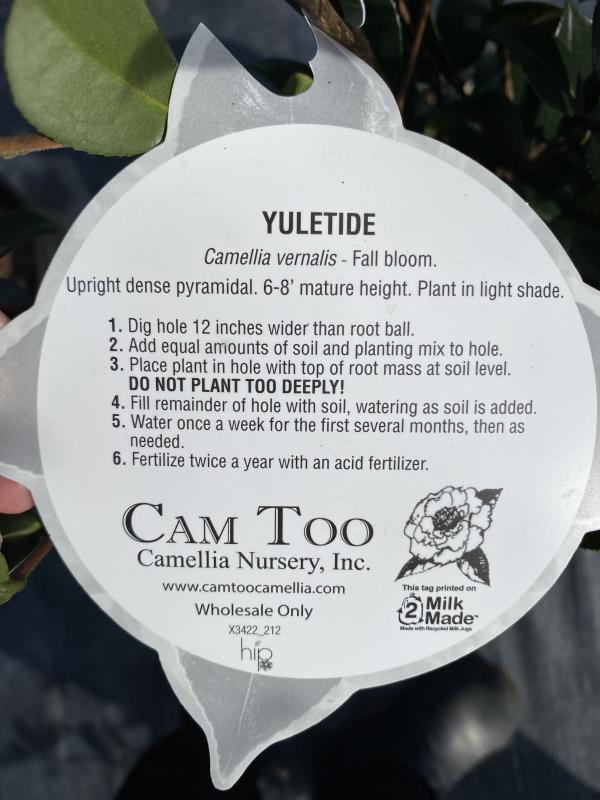 YULETIDE
Camellia vernalis - Fall bloom.
Upright dense pyramidal. 6-8' mature height. Plant in light shade.
1. Dig hole 12 inches wider than root ball.
2. Add equal amounts of soil and planting mix to hole.
3. Place plant in hole with top of root mass at soil level.
DO NOT PLANT TOO DEEPLY!
4. Fill remainder of hole with soil, watering as soil is added.
5. Water once a week for the first several months, then as
needed.
6. Fertilize twice a year with an acid fertilizer.
CAM TOO
Camellia Nursery, Inc.
www.camtoocamellia.com
Wholesale Only
X3422_212
hip
This tag printed on
2 Milk
Made™
Made with Recycled Milk Jugs